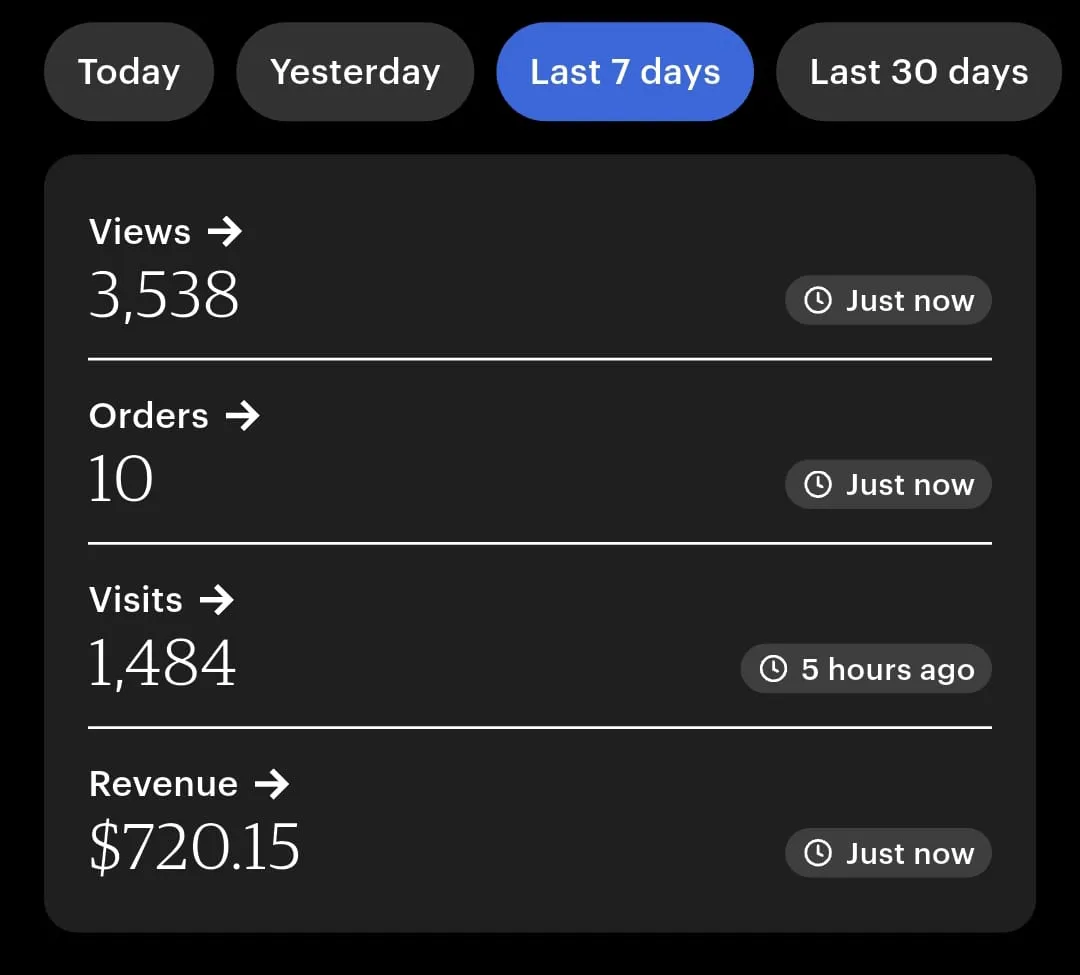 Today Yesterday Last 7 days Last 30 days
Views →
3,538
Just now
Orders →
10
Just now
Visits →
1,484
5 hours ago
Revenue →
$720.15
Just now